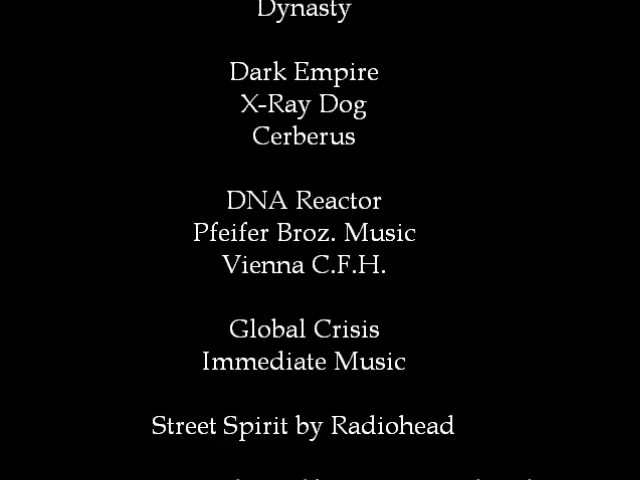 Dynasty
Dark Empire
X-Ray Dog
Cerberus
DNA Reactor
Pfeifer Broz. Music
Vienna C.F.H.
Global Crisis
Immediate Music
Street Spirit by Radiohead